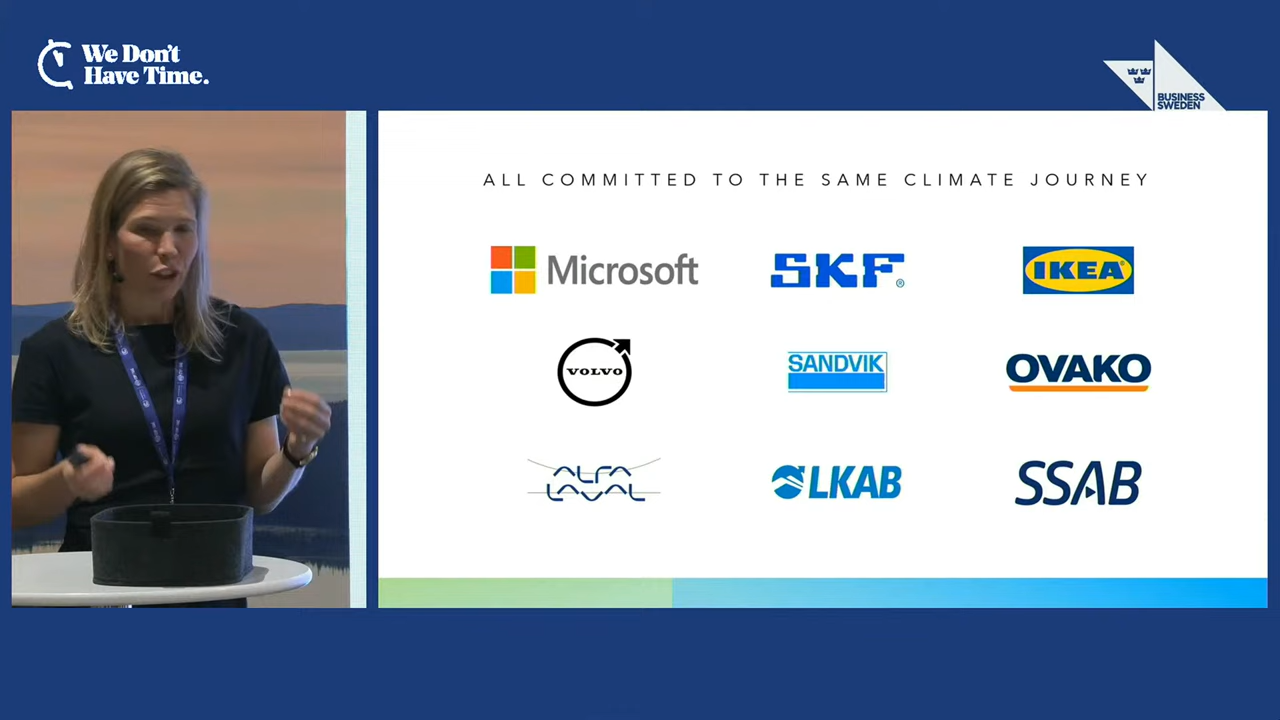 We Don't
Have Time.
BUSINESS
SWEDEN
ALL COMMITTED TO THE SAME CLIMATE JOURNEY
Microsoft
SKF®
IKEA®
VOLVO
SANDVIK
OVAKO
ALFA
LAVAL
LKAB
SSAB